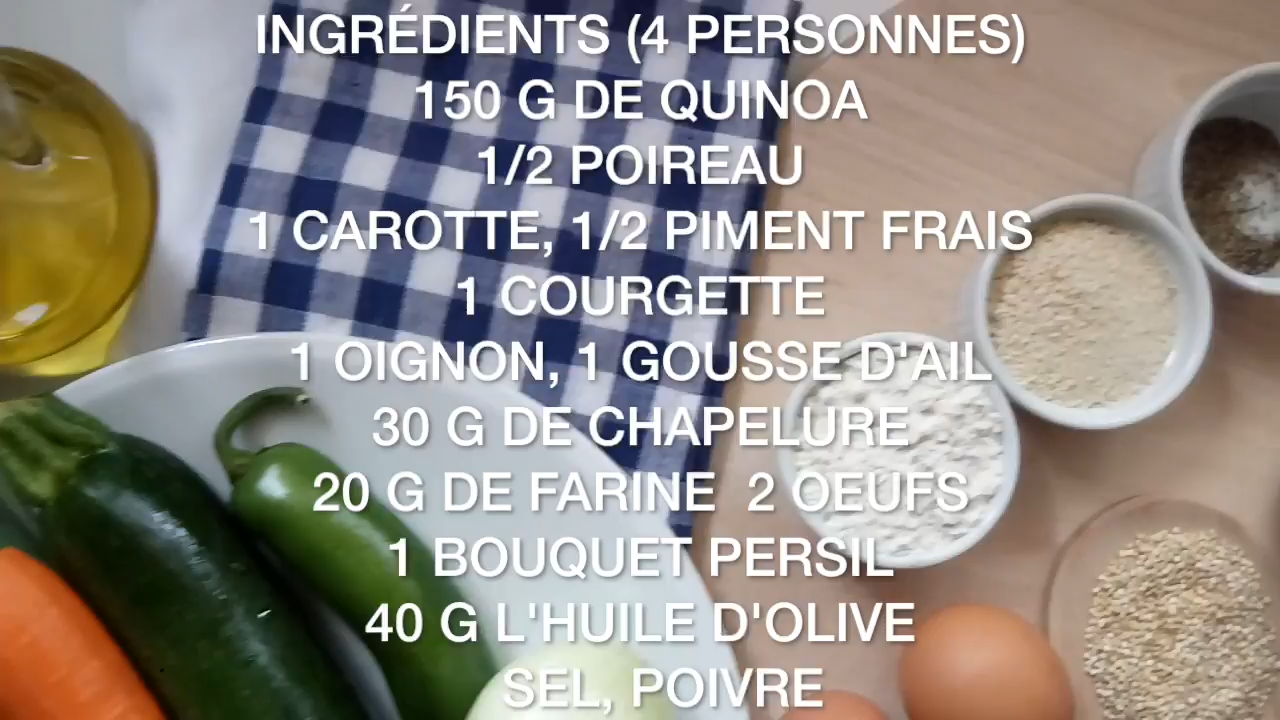 INGRÉDIENTS (4 PERSONNES)
150 G DE QUINOA
1/2 POIREAU
1 CAROTTE, 1/2 PIMENT FRAIS
1 COURGETTE
1 OIGNON, 1 GOUSSE D'AIL
30 G DE CHAPELURE
20 G DE FARINE  2 OEUFS
1 BOUQUET PERSIL
40 G L'HUILE D'OLIVE
SEL, POIVRE